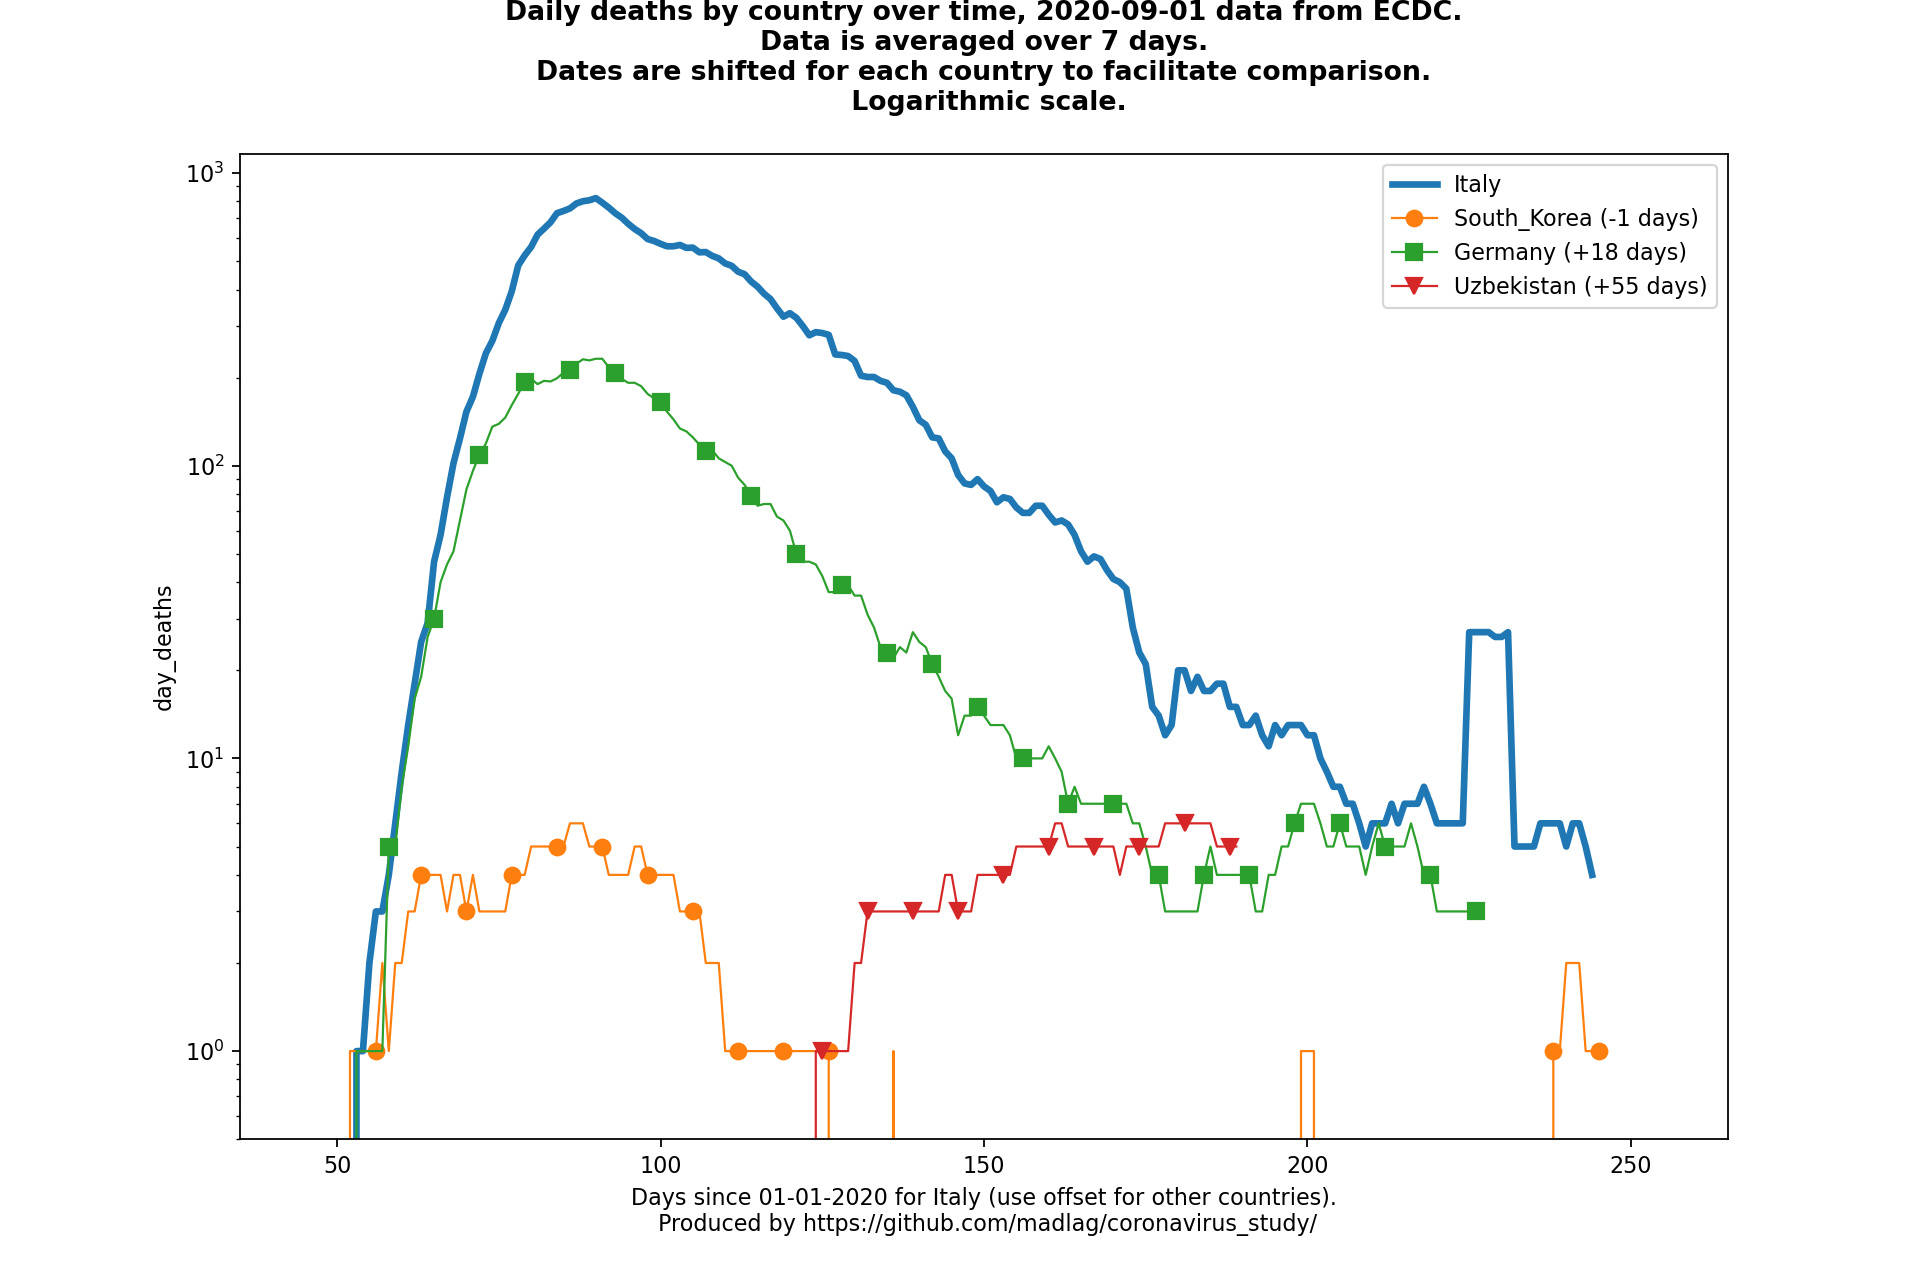 Daily deaths by country over time, 2020-09-01 data from ECDC.
Data is averaged over 7 days.
Dates are shifted for each country to facilitate comparison.
Logarithmic scale.
Italy
South_Korea (-1 days)
Germany (+18 days)
Uzbekistan (+55 days)
day_deaths
10³
10²
10¹
10⁰
50 100 150 200 250
Days since 01-01-2020 for Italy (use offset for other countries).
Produced by https://github.com/madlag/coronavirus_study/